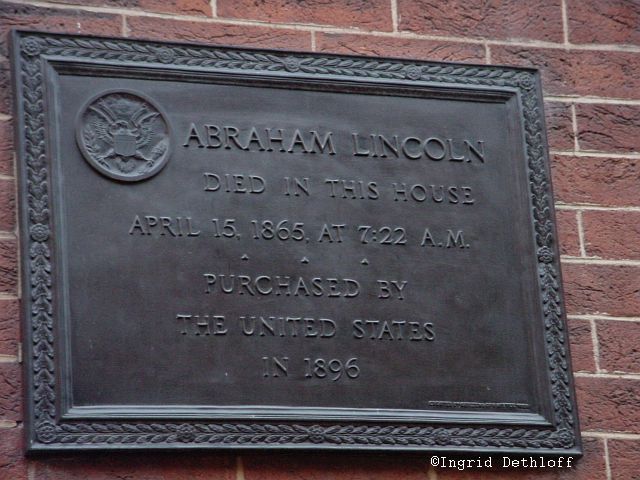 ABRAHAM LINCOLN
DIED IN THIS HOUSE
APRIL 15, 1865, AT 7:22 A.M.
PURCHASED BY
THE UNITED STATES
IN 1896
©Ingrid Dethloff